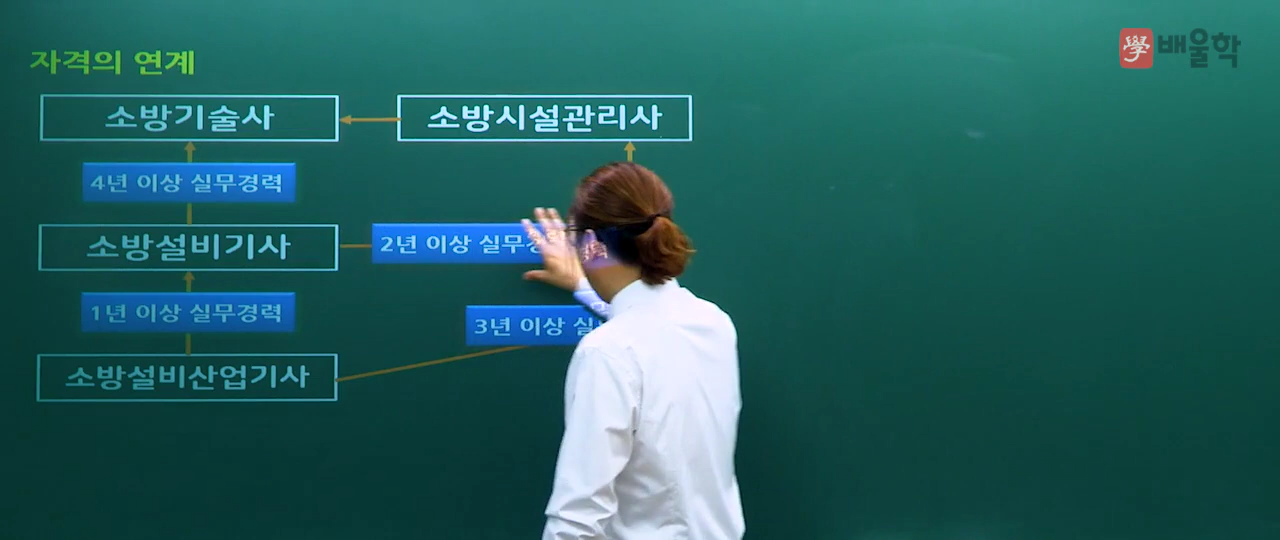 자격의 연계
學 배울학
소방기술사
소방시설관리사
4년 이상 실무경력
소방설비기사
2년 이상 실무경력
1년 이상 실무경력
3년 이상
소방설비산업기사